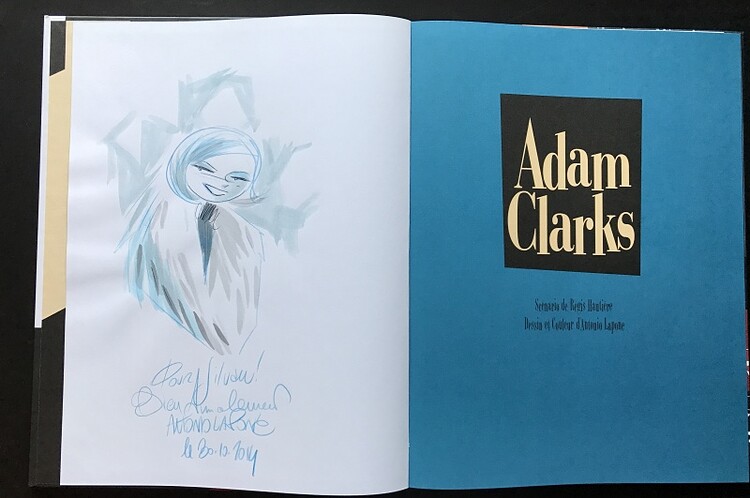 Pour Silvain!
Bien Amicalement
ANTONIO LAPONE
le 30.12.2014
Adam
Clarks
Scénario de Régis Hautière
Dessin et Couleur d'Antonio Lapone